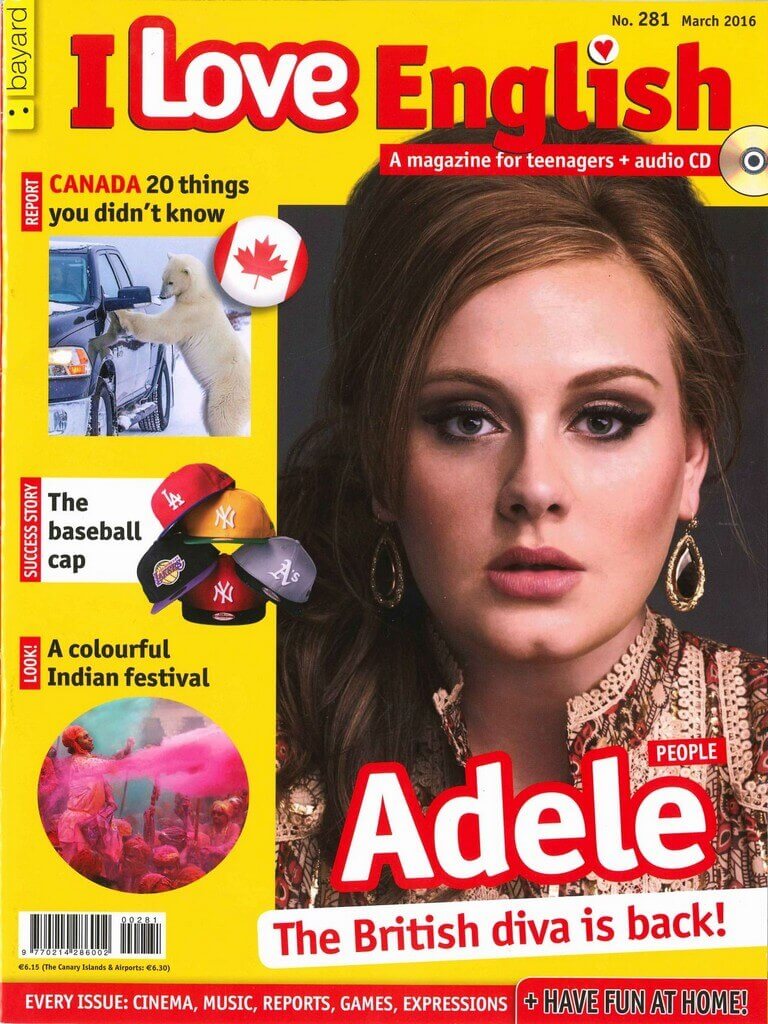 :bayard
No. 281 March 2016
I Love English
A magazine for teenagers + audio CD
REPORT
CANADA 20 things
you didn't know
SUCCESS STORY
The
baseball
cap
LA
NY
A's
NY
LOOK!
A colourful
Indian festival
PEOPLE
Adele
The British diva is back!
00281
9 770214 286002
€6.15 (The Canary Islands & Airports: €6.30)
EVERY ISSUE: CINEMA, MUSIC, REPORTS, GAMES, EXPRESSIONS
+ HAVE FUN AT HOME!